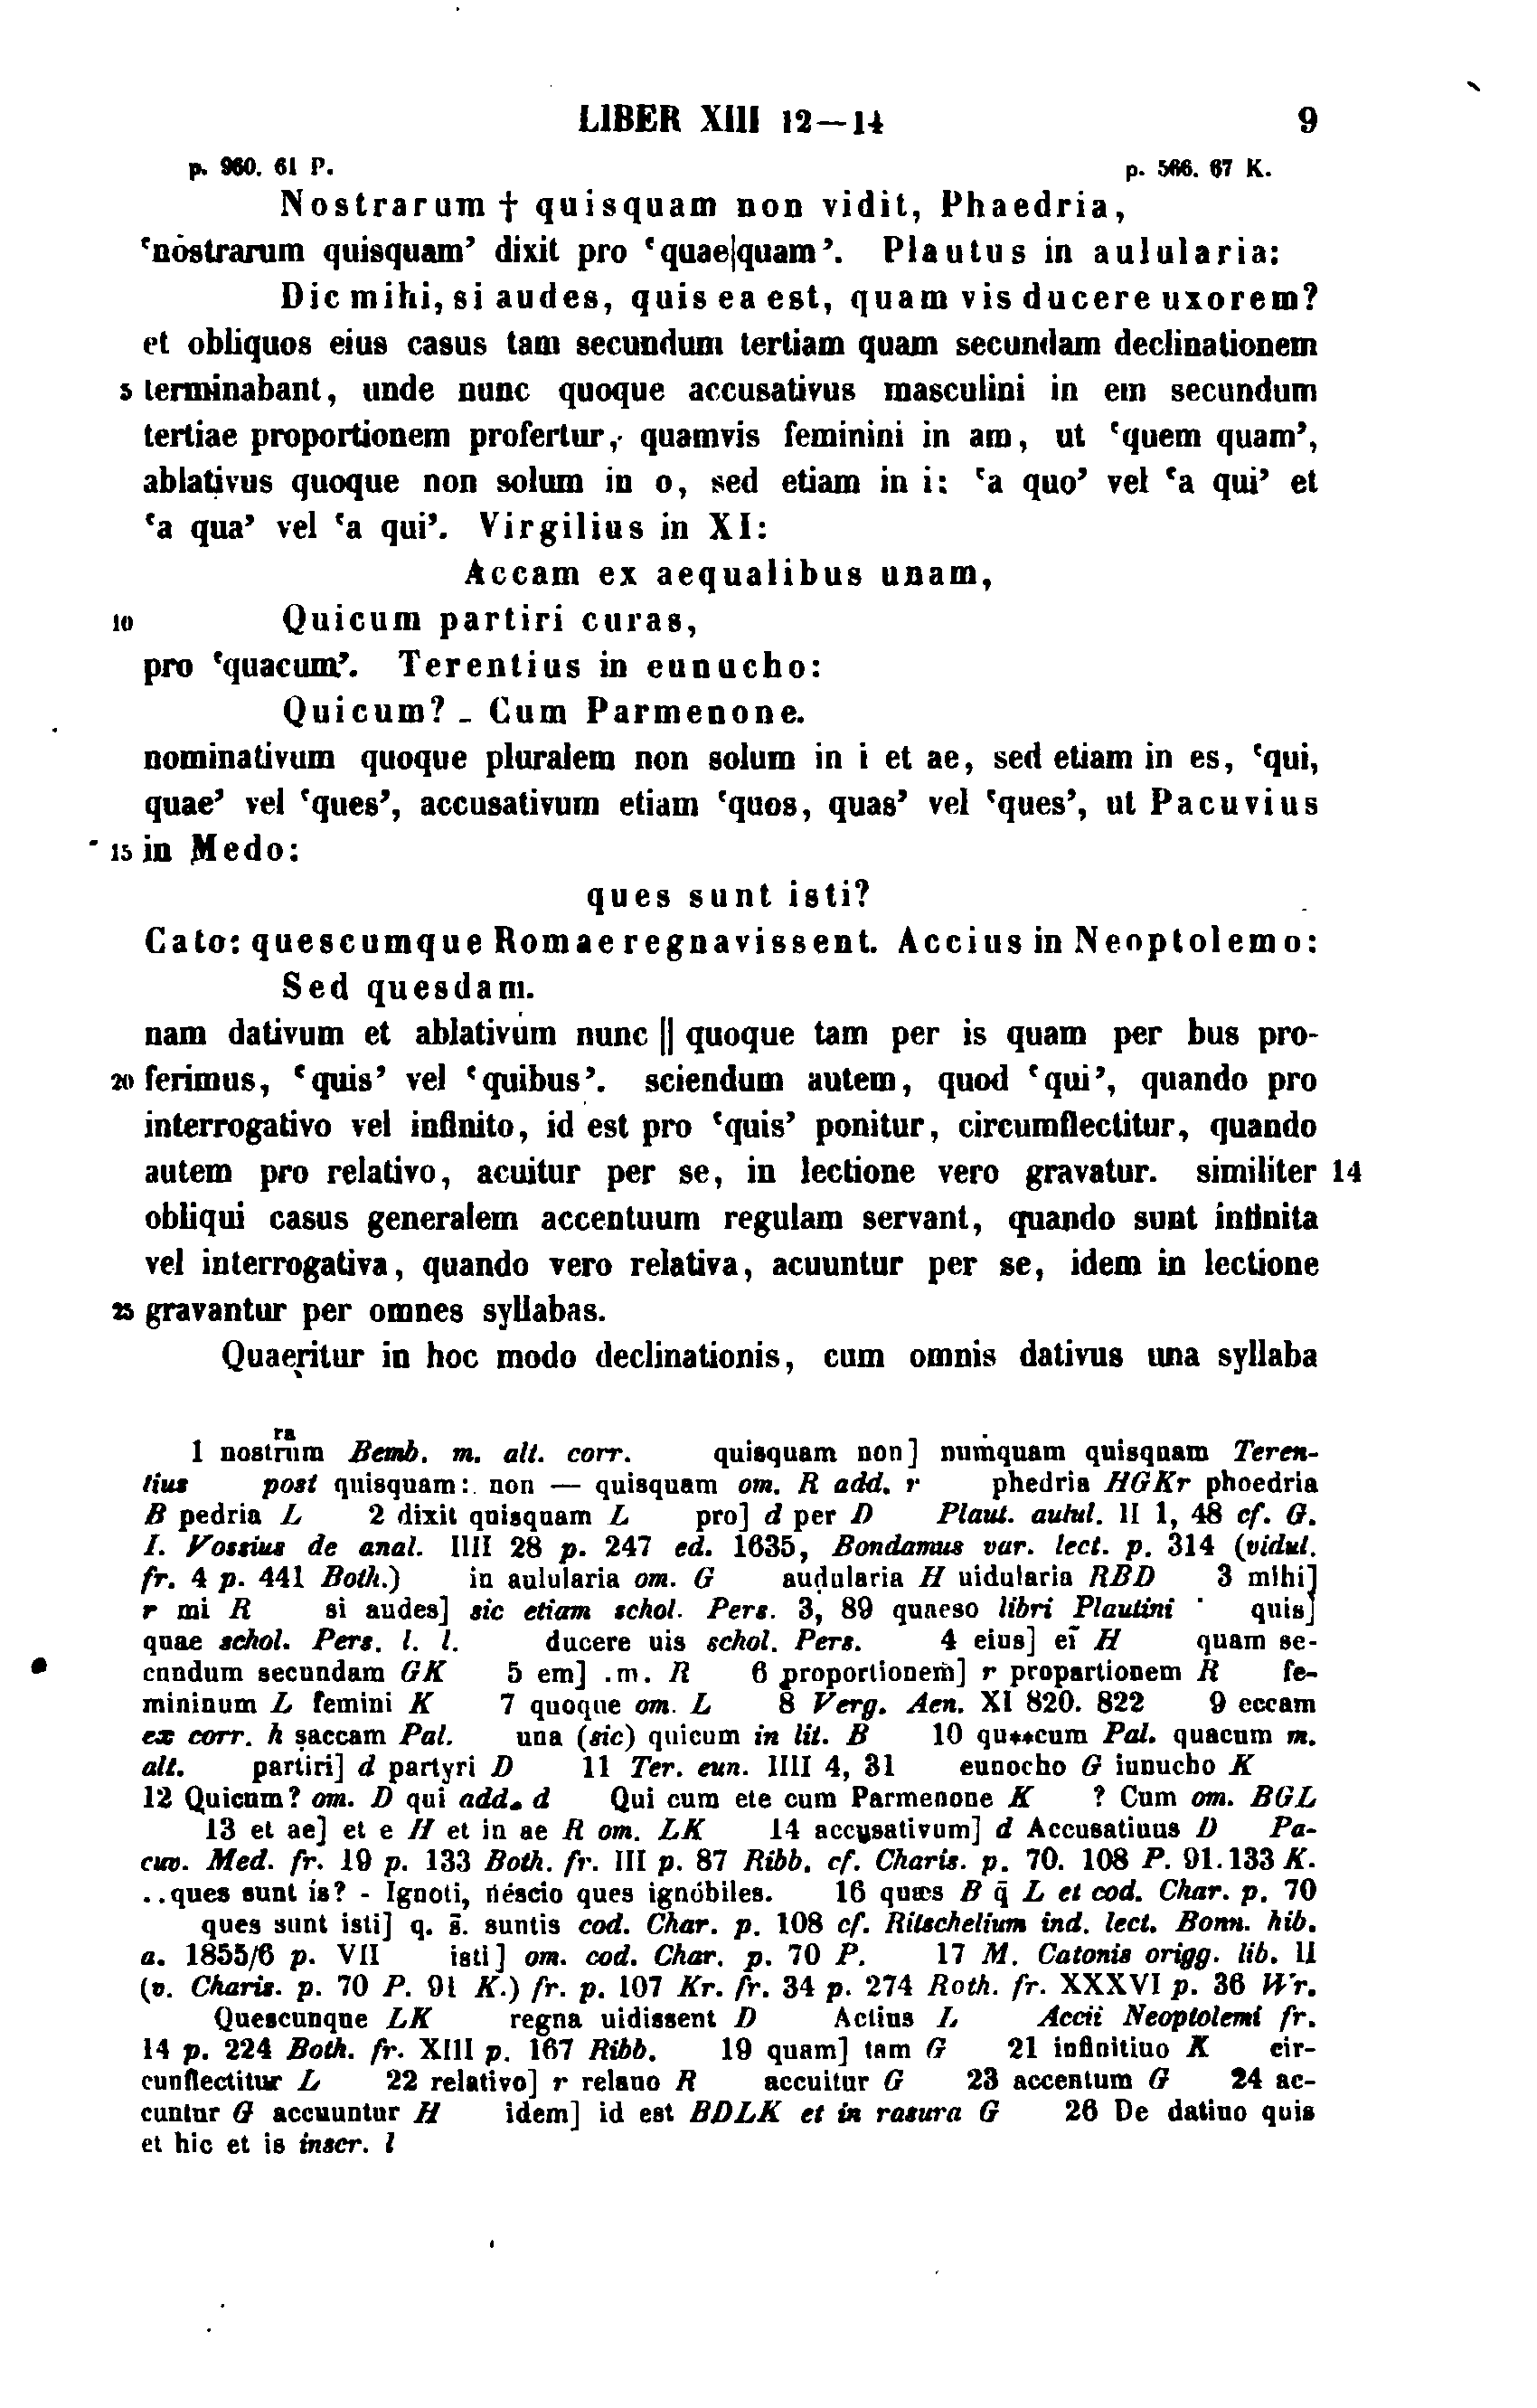 LIBER XIII 12—14 9
p. 960. 61 P. p. 566. 67 K.
Nostrarum † quisquam non vidit, Phaedria,
‘nostrarum quisquam’ dixit pro ‘quae|quam’. Plautus in aulularia:
Dic mihi, si audes, quis ea est, quam vis ducere uxorem?
et obliquos eius casus tam secundum tertiam quam secundam declinationem
5 terminabant, unde nunc quoque accusativus masculini in em secundum
tertiae proportionem profertur, quamvis feminini in am, ut ‘quem quam’,
ablativus quoque non solum in o, sed etiam in i: ‘a quo’ vel ‘a qui’ et
‘a qua’ vel ‘a qui’. Virgilius in XI:
Accam ex aequalibus unam,
10 Quicum partiri curas,
pro ‘quacum’. Terentius in eunucho:
Quicum? - Cum Parmenone.
nominativum quoque pluralem non solum in i et ae, sed etiam in es, ‘qui,
quae’ vel ‘ques’, accusativum etiam ‘quos, quas’ vel ‘ques’, ut Pacuvius
15 in Medo:
ques sunt isti?
Cato: quescumque Romae regnavissent. Accius in Neoptolemo:
Sed quesdam.
nam dativum et ablativum nunc || quoque tam per is quam per bus pro-
20 ferimus, ‘quis’ vel ‘quibus’. sciendum autem, quod ‘qui’, quando pro
interrogativo vel infinito, id est pro ‘quis’ ponitur, circumflectitur, quando
autem pro relativo, acuitur per se, in lectione vero gravatur. similiter 14
obliqui casus generalem accentuum regulam servant, quando sunt infinita
vel interrogativa, quando vero relativa, acuuntur per se, idem in lectione
25 gravantur per omnes syllabas.
Quaeritur in hoc modo declinationis, cum omnis dativus una syllaba
ra
1 nostrum Bemb. m. alt. corr. quisquam non] numquam quisquam Teren-
tius post quisquam: non — quisquam om. R add. r phedria HGKr phoedria
B pedria L 2 dixit quisquam L pro] d per D Plaut. aulul. II 1, 48 cf. G.
I. Vossius de anal. IIII 28 p. 247 ed. 1635, Bondamus var. lect. p. 314 (vidul.
fr. 4 p. 441 Both.) in aulularia om. G audularia H uidularia RBD 3 mihi]
r mi R si audes] sic etiam schol. Pers. 3, 89 quaeso libri Plautini quis]
quae schol. Pers. l. l. ducere uis schol. Pers. 4 eius] eī H quam se-
cundum secundam GK 5 em] .m. R 6 proportionem] r propartionem R fe-
mininum L femini K 7 quoque om. L 8 Verg. Aen. XI 820. 822 9 eccam
ex corr. h saccam Pal. una (sic) quicum in lit. B 10 qu**cum Pal. quacum m.
alt. partiri] d partyri D 11 Ter. eun. IIII 4, 31 eunocho G iunucho K
12 Quicum? om. D qui add. d Qui cum ete cum Parmenone K ? Cum om. BGL
13 et ae] et e H et in ae R om. LK 14 accusativum] d Accusatiuus D Pa-
cuv. Med. fr. 19 p. 133 Both. fr. III p. 87 Ribb. cf. Charis. p. 70. 108 P. 91. 133 K.
..ques sunt ís? - Ignoti, néscio ques ignóbiles. 16 quæs B q̄ L et cod. Char. p. 70
ques sunt isti] q. s̄. suntis cod. Char. p. 108 cf. Ritschelium ind. lect. Bonn. hib.
a. 1855/6 p. VII isti] om. cod. Char. p. 70 P. 17 M. Catonis origg. lib. II
(v. Charis. p. 70 P. 91 K.) fr. p. 107 Kr. fr. 34 p. 274 Roth. fr. XXXVI p. 36 Wr.
Quescunque LK regna uidissent D Actius L Accii Neoptolemi fr.
14 p. 224 Both. fr. XIII p. 167 Ribb. 19 quam] tam G 21 infinitiuo K cir-
cunflectitur L 22 relativo] r relano R accuitur G 23 accentum G 24 ac-
cuntur G accuuntur H idem] id est BDLK et in rasura G 26 De datiuo quis
et hic et is inscr. l